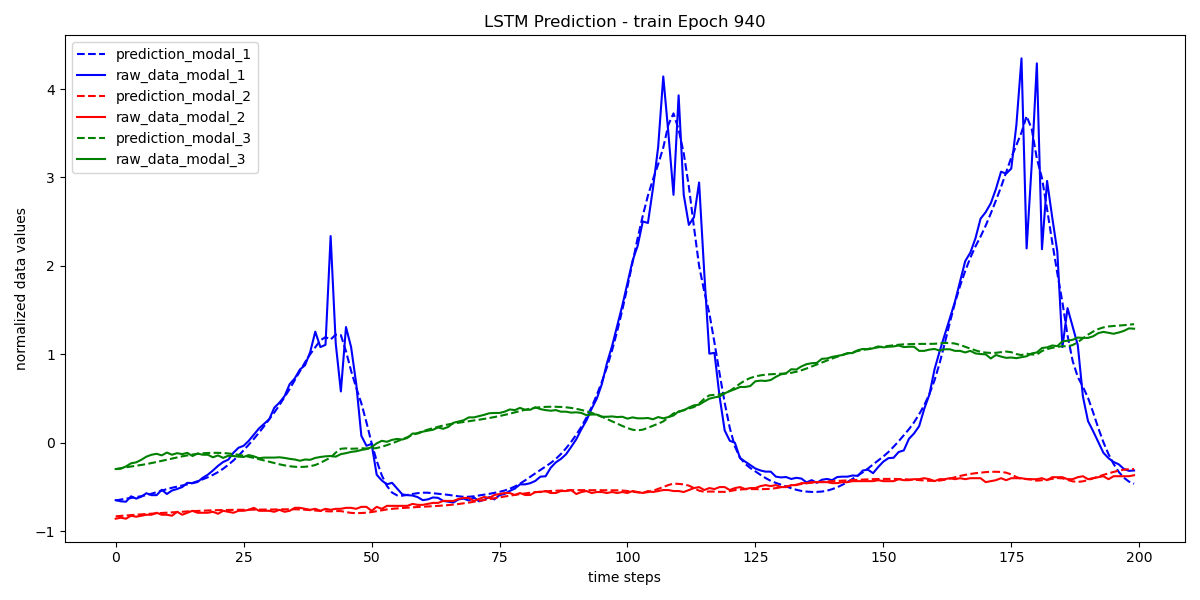 LSTM Prediction - train Epoch 940
prediction_modal_1
raw_data_modal_1
prediction_modal_2
raw_data_modal_2
prediction_modal_3
raw_data_modal_3
normalized data values
4
3
2
1
0
−1
0 25 50 75 100 125 150 175 200
time steps